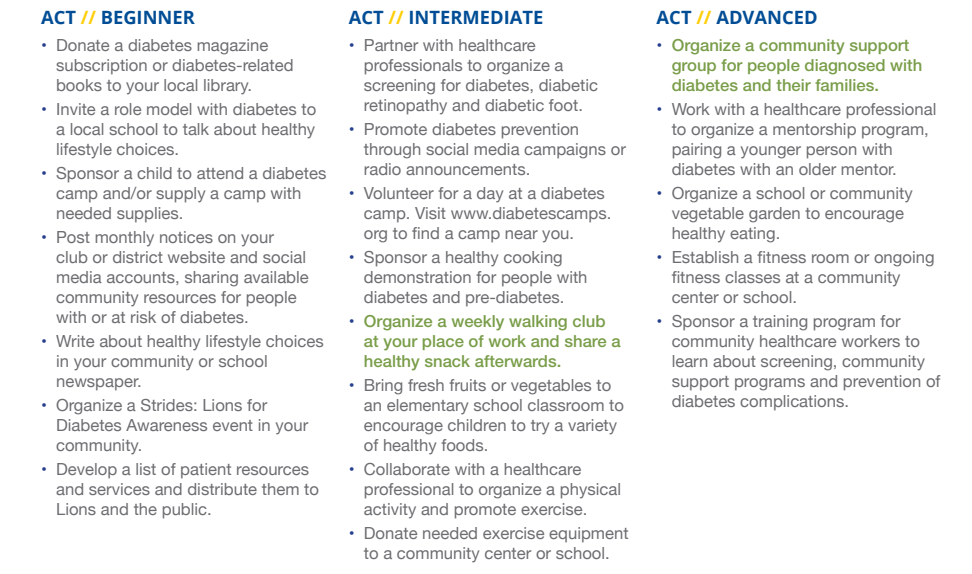 ACT // BEGINNER
• Donate a diabetes magazine
subscription or diabetes-related
books to your local library.
• Invite a role model with diabetes to
a local school to talk about healthy
lifestyle choices.
• Sponsor a child to attend a diabetes
camp and/or supply a camp with
needed supplies.
• Post monthly notices on your
club or district website and social
media accounts, sharing available
community resources for people
with or at risk of diabetes.
• Write about healthy lifestyle choices
in your community or school
newspaper.
• Organize a Strides: Lions for
Diabetes Awareness event in your
community.
• Develop a list of patient resources
and services and distribute them to
Lions and the public.
ACT // INTERMEDIATE
• Partner with healthcare
professionals to organize a
screening for diabetes, diabetic
retinopathy and diabetic foot.
• Promote diabetes prevention
through social media campaigns or
radio announcements.
• Volunteer for a day at a diabetes
camp. Visit www.diabetescamps.
org to find a camp near you.
• Sponsor a healthy cooking
demonstration for people with
diabetes and pre-diabetes.
• Organize a weekly walking club
at your place of work and share a
healthy snack afterwards.
• Bring fresh fruits or vegetables to
an elementary school classroom to
encourage children to try a variety
of healthy foods.
• Collaborate with a healthcare
professional to organize a physical
activity and promote exercise.
• Donate needed exercise equipment
to a community center or school.
ACT // ADVANCED
• Organize a community support
group for people diagnosed with
diabetes and their families.
• Work with a healthcare professional
to organize a mentorship program,
pairing a younger person with
diabetes with an older mentor.
• Organize a school or community
vegetable garden to encourage
healthy eating.
• Establish a fitness room or ongoing
fitness classes at a community
center or school.
• Sponsor a training program for
community healthcare workers to
learn about screening, community
support programs and prevention of
diabetes complications.